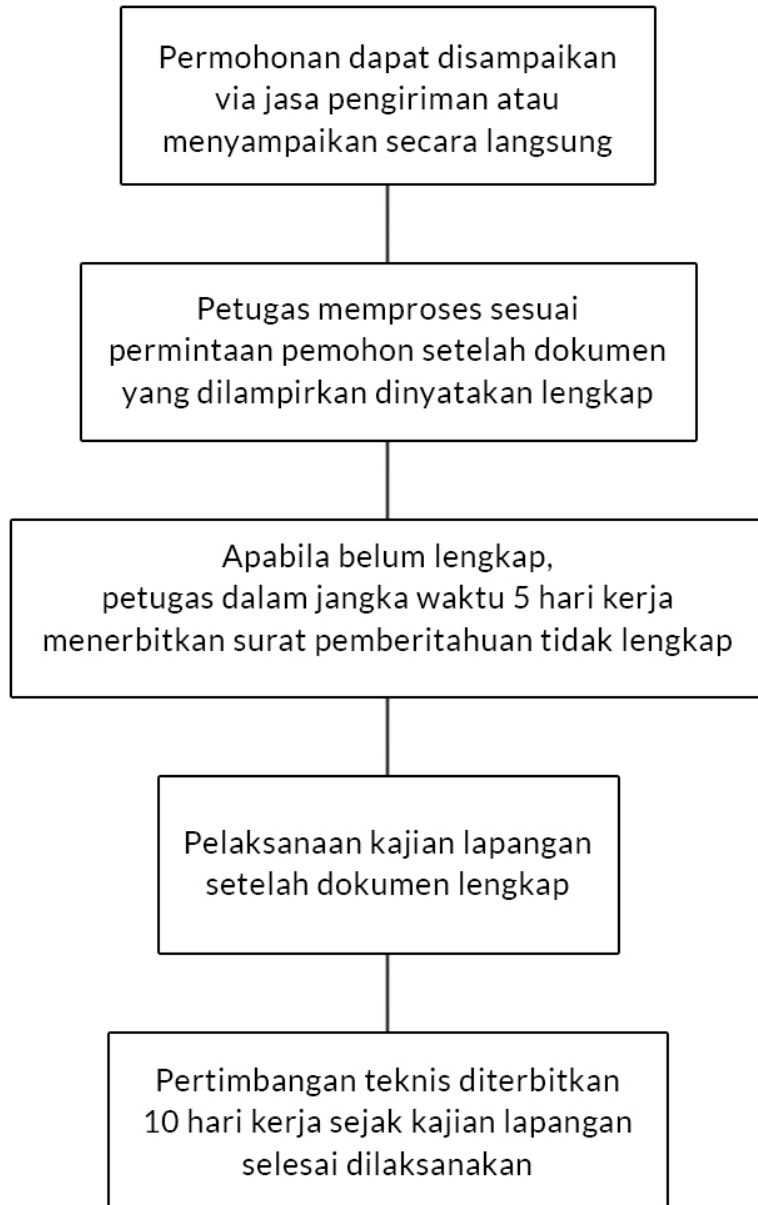 Permohonan dapat disampaikan
via jasa pengiriman atau
menyampaikan secara langsung
Petugas memproses sesuai
permintaan pemohon setelah dokumen
yang dilampirkan dinyatakan lengkap
Apabila belum lengkap,
petugas dalam jangka waktu 5 hari kerja
menerbitkan surat pemberitahuan tidak lengkap
Pelaksanaan kajian lapangan
setelah dokumen lengkap
Pertimbangan teknis diterbitkan
10 hari kerja sejak kajian lapangan
selesai dilaksanakan